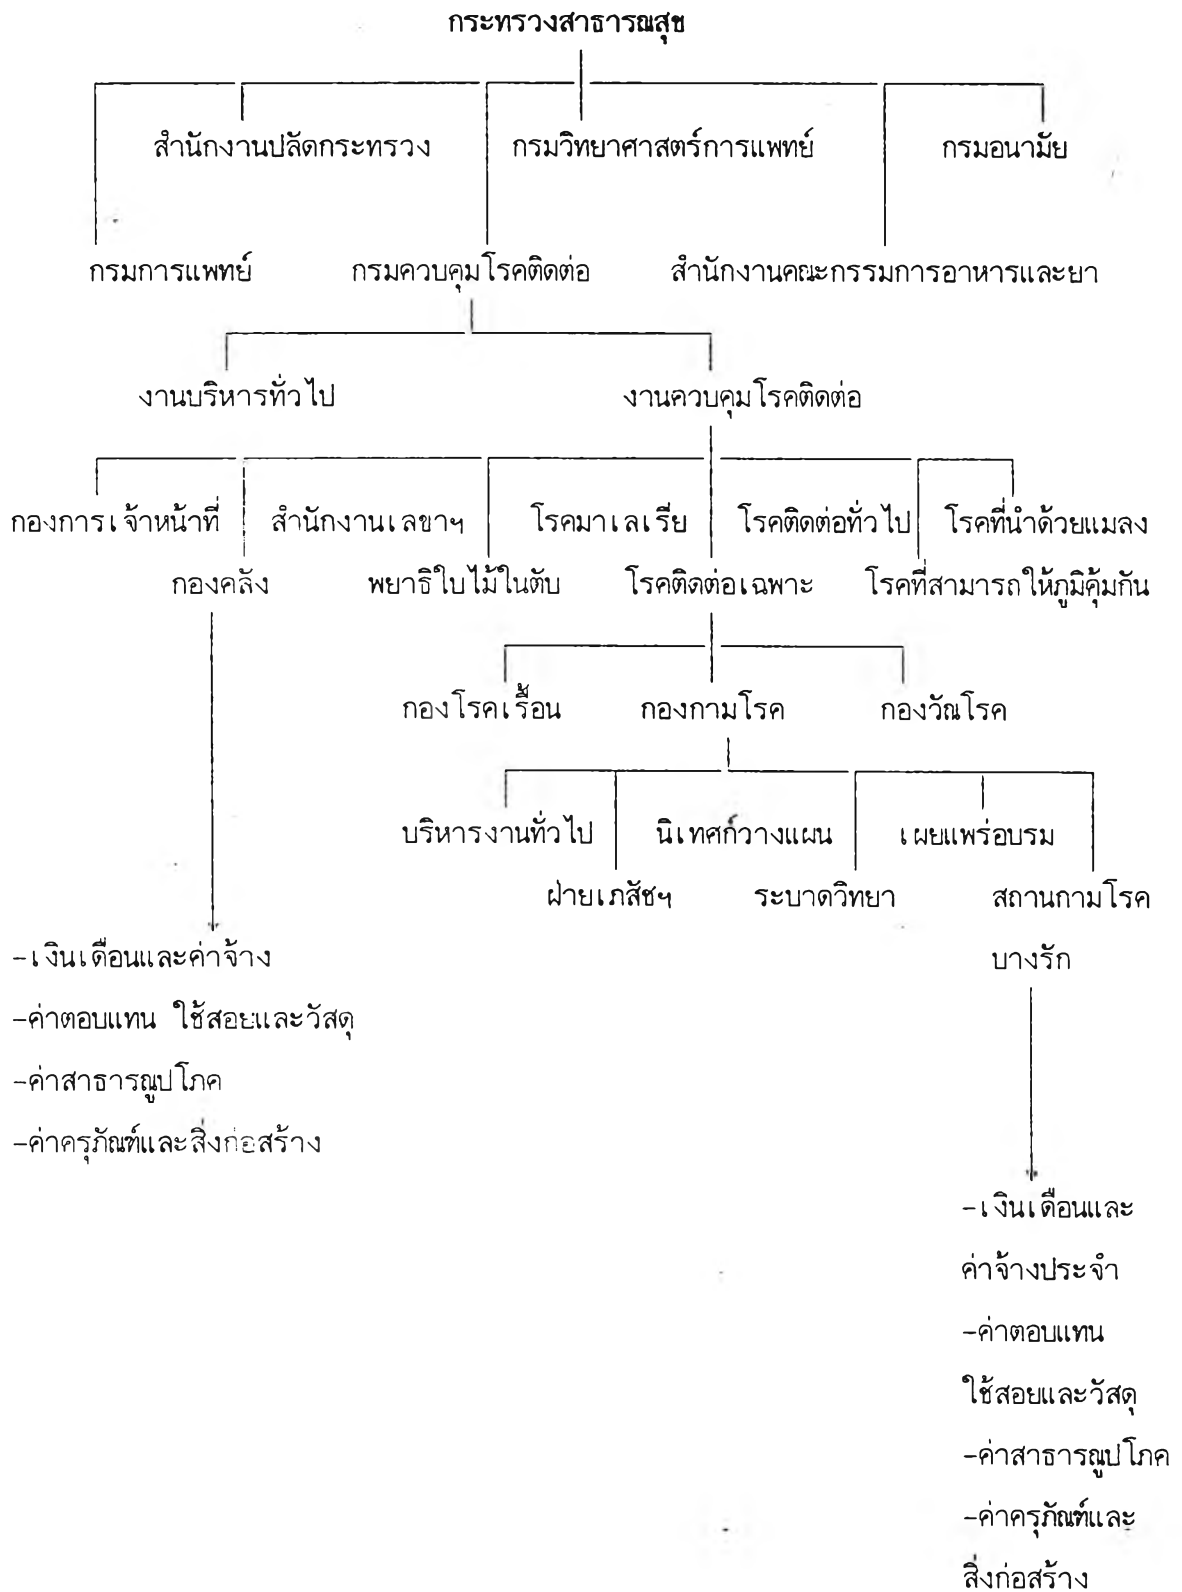 กระทรวงสาธารณสุข
สำนักงานปลัดกระทรวง กรมวิทยาศาสตร์การแพทย์ กรมอนามัย
กรมการแพทย์ กรมควบคุมโรคติดต่อ สำนักงานคณะกรรมการอาหารและยา
งานบริหารทั่วไป งานควบคุมโรคติดต่อ
กองการเจ้าหน้าที่ สำนักงานเลขาฯ โรคมาเลเรีย โรคติดต่อทั่วไป โรคที่นำด้วยแมลง
กองคลัง พยาธิใบไม้ในตับ โรคติดต่อเฉพาะ โรคที่สามารถให้ภูมิคุ้มกัน
กองโรคเรื้อน กองกามโรค กองวัณโรค
บริหารงานทั่วไป นิเทศก์วางแผน เผยแพร่อบรม
ฝ่ายเภสัชฯ ระบาดวิทยา สถานกามโรค
บางรัก
-เงินเดือนและค่าจ้าง
-ค่าตอบแทน ใช้สอยและวัสดุ
-ค่าสาธารณูปโภค
-ค่าครุภัณฑ์และสิ่งก่อสร้าง
-เงินเดือนและ
ค่าจ้างประจำ
-ค่าตอบแทน
ใช้สอยและวัสดุ
-ค่าสาธารณูปโภค
-ค่าครุภัณฑ์และ
สิ่งก่อสร้าง